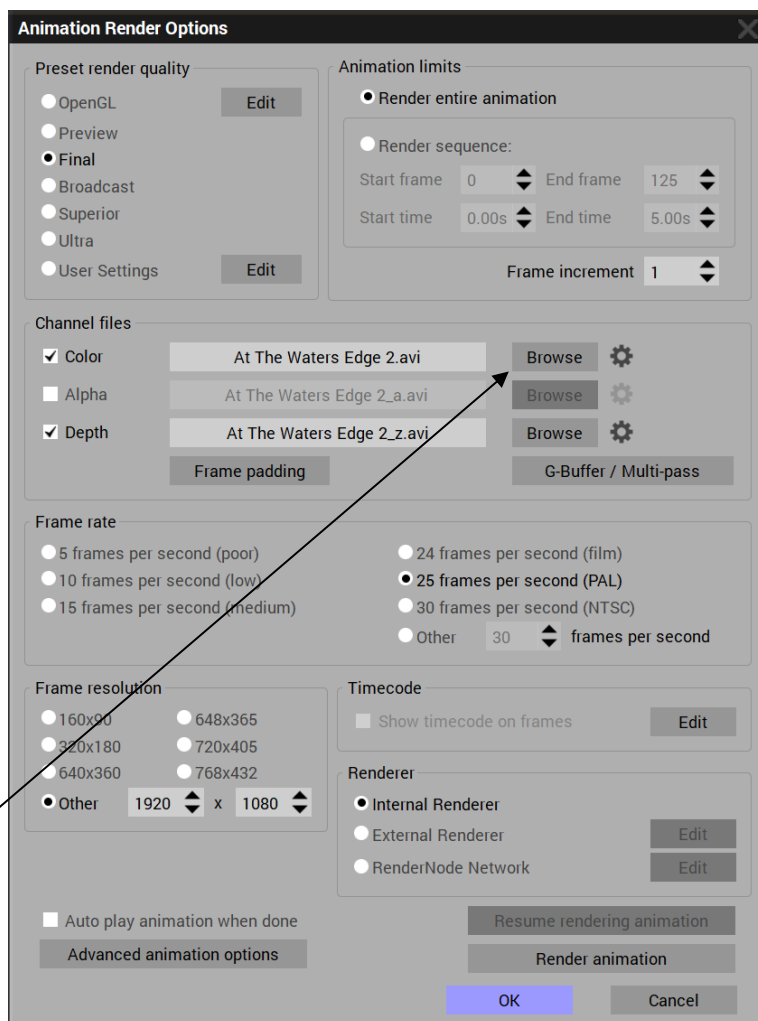 Animation Render Options
Preset render quality
OpenGL Edit
Preview
Final
Broadcast
Superior
Ultra
User Settings Edit
Animation limits
Render entire animation
Render sequence:
Start frame 0 End frame 125
Start time 0.00s End time 5.00s
Frame increment 1
Channel files
Color At The Waters Edge 2.avi Browse
Alpha At The Waters Edge 2_a.avi Browse
Depth At The Waters Edge 2_z.avi Browse
Frame padding G-Buffer / Multi-pass
Frame rate
5 frames per second (poor)
10 frames per second (low)
15 frames per second (medium)
24 frames per second (film)
25 frames per second (PAL)
30 frames per second (NTSC)
Other 30 frames per second
Frame resolution
160x90 648x365
320x180 720x405
640x360 768x432
Other 1920 x 1080
Timecode
Show timecode on frames Edit
Renderer
Internal Renderer
External Renderer Edit
RenderNode Network Edit
Auto play animation when done
Advanced animation options
Resume rendering animation
Render animation
OK Cancel